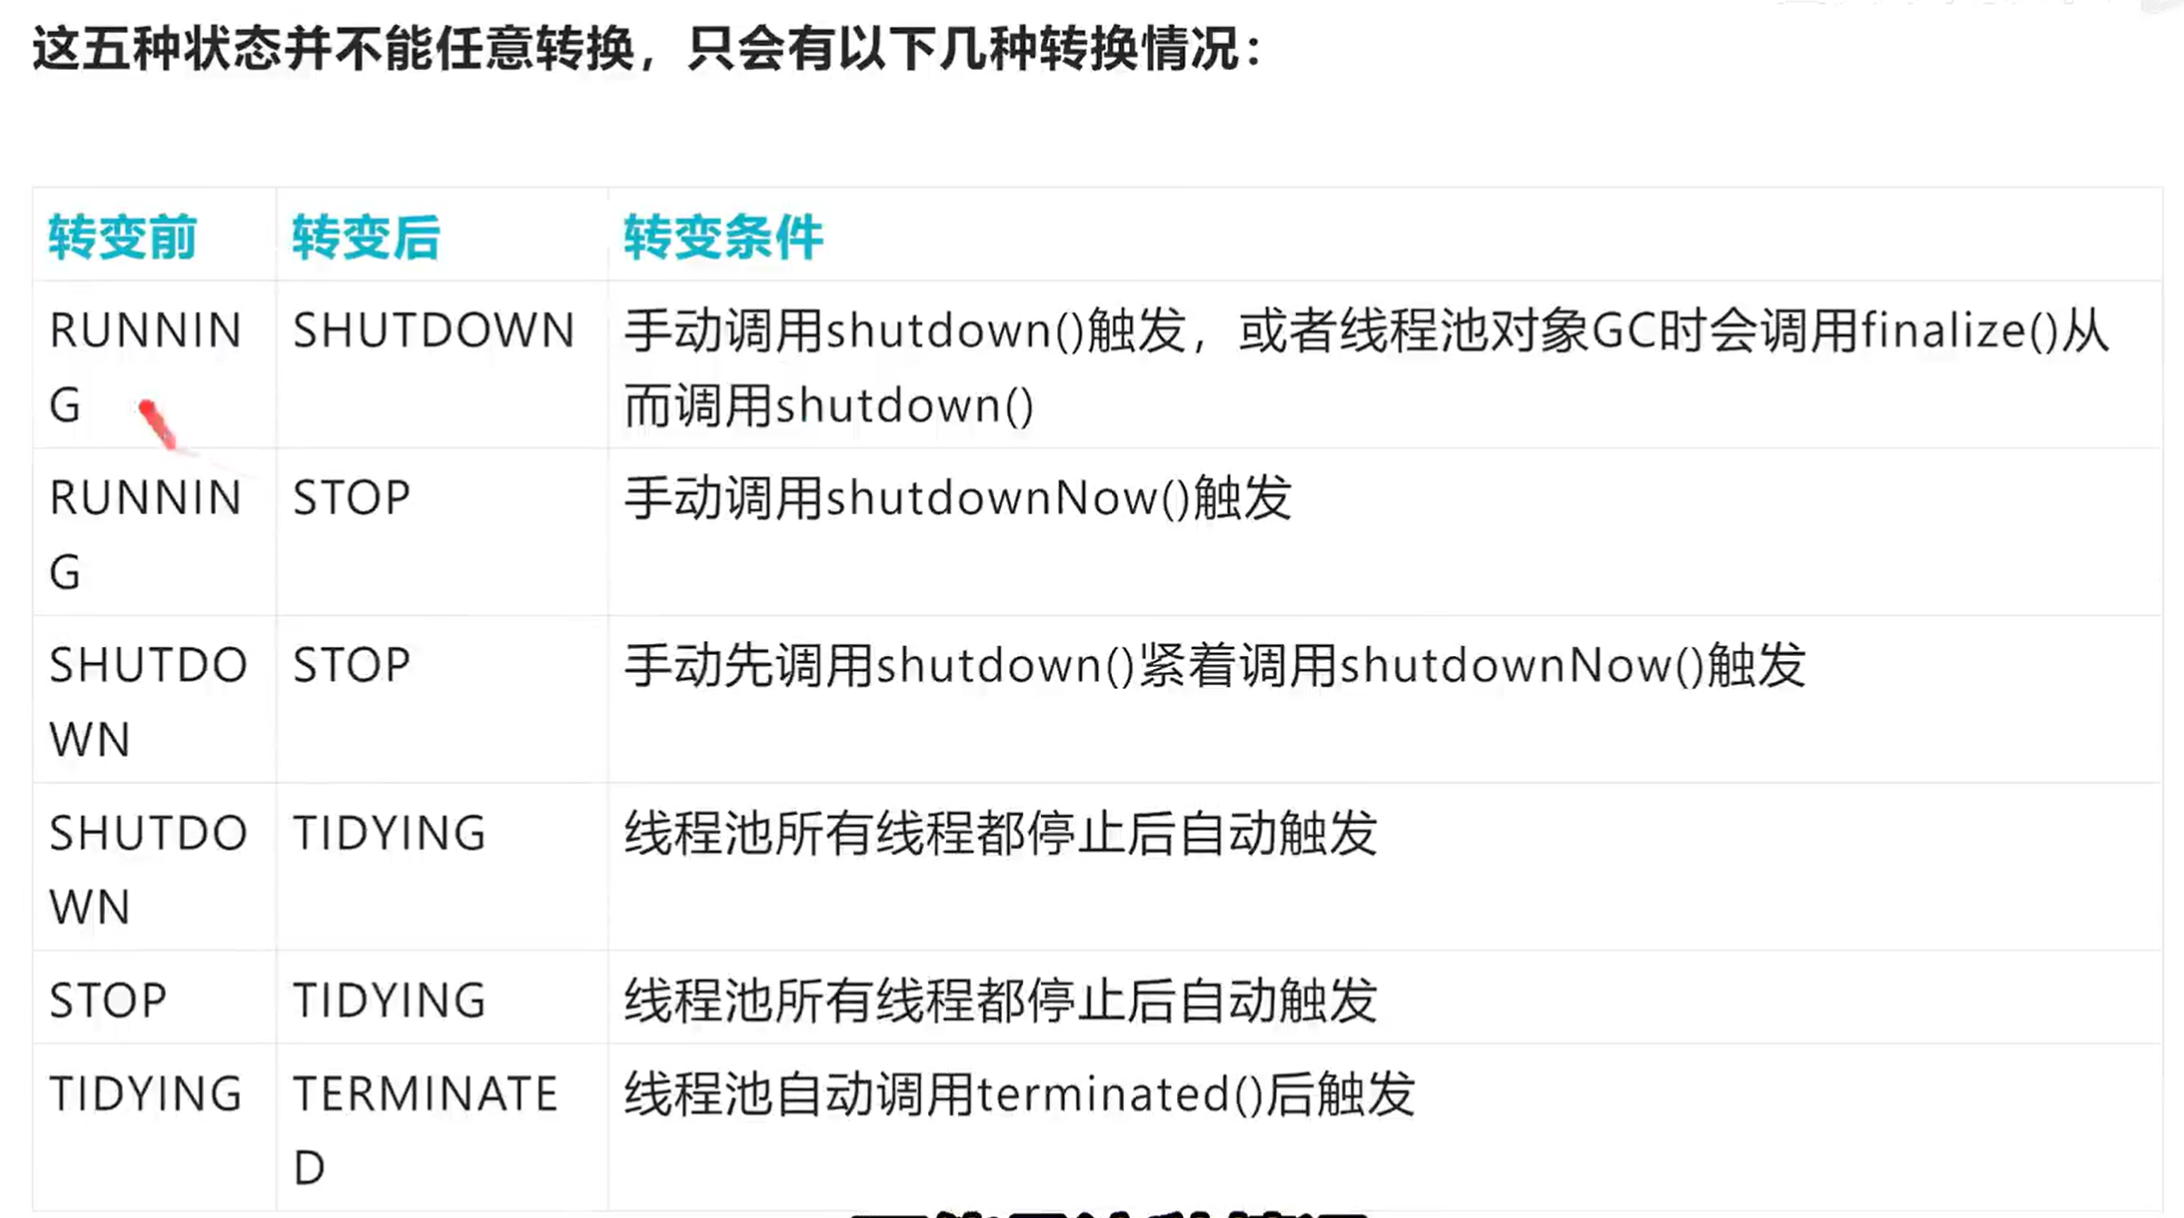 这五种状态并不能任意转换，只会有以下几种转换情况：
转变前 转变后 转变条件
RUNNIN SHUTDOWN 手动调用shutdown()触发，或者线程池对象GC时会调用finalize()从
G 而调用shutdown()
RUNNIN STOP 手动调用shutdownNow()触发
G
SHUTDO STOP 手动先调用shutdown()紧着调用shutdownNow()触发
WN
SHUTDO TIDYING 线程池所有线程都停止后自动触发
WN
STOP TIDYING 线程池所有线程都停止后自动触发
TIDYING TERMINATE 线程池自动调用terminated()后触发
D